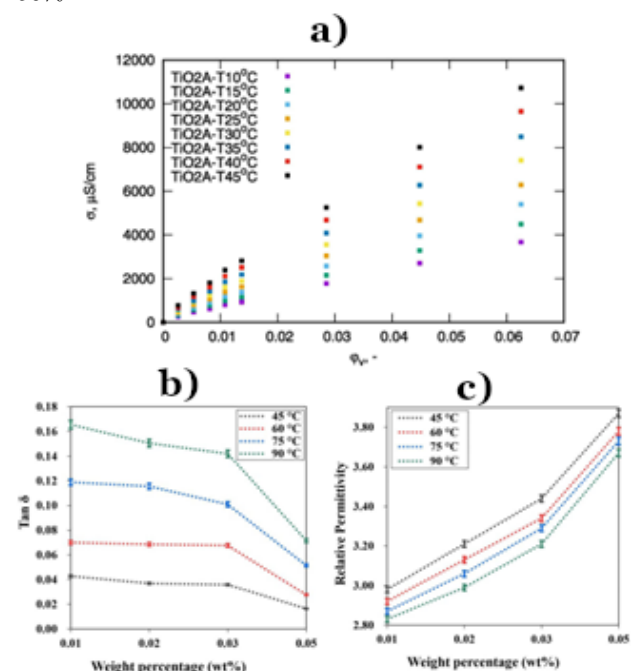 a)
12000
10000
8000
6000
4000
2000
0
σ, μS/cm
TiO2A-T10°C
TiO2A-T15°C
TiO2A-T20°C
TiO2A-T25°C
TiO2A-T30°C
TiO2A-T35°C
TiO2A-T40°C
TiO2A-T45°C
0 0.01 0.02 0.03 0.04 0.05 0.06 0.07
φv, -
b)
0.18
0.16
0.14
0.12
0.10
0.08
0.06
0.04
0.02
0.00
Tan δ
45 °C
60 °C
75 °C
90 °C
0.01 0.02 0.03 0.05
Weight percentage (wt%)
c)
3.80
3.60
3.40
3.20
3.00
2.80
Relative Permittivity
45 °C
60 °C
75 °C
90 °C
0.01 0.02 0.03 0.05
Weight percentage (wt%)